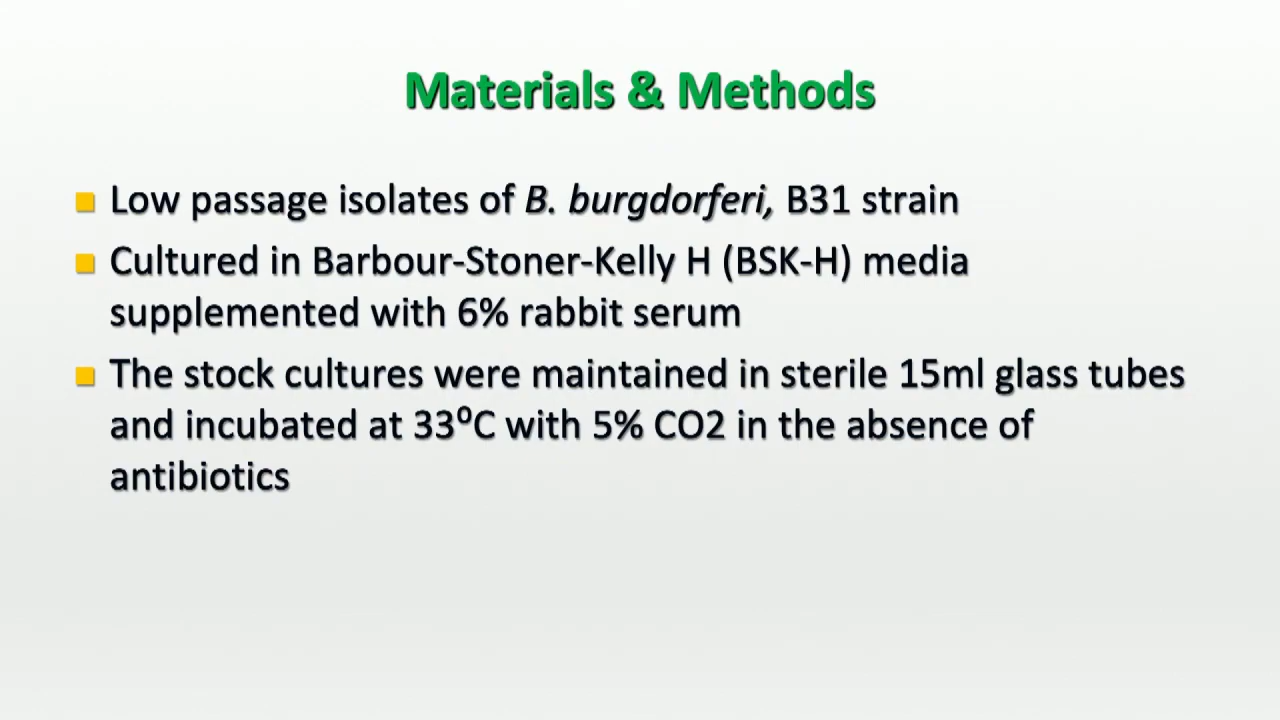 Materials & Methods
Low passage isolates of B. burgdorferi, B31 strain
Cultured in Barbour-Stoner-Kelly H (BSK-H) media
supplemented with 6% rabbit serum
The stock cultures were maintained in sterile 15ml glass tubes
and incubated at 33⁰C with 5% CO2 in the absence of
antibiotics